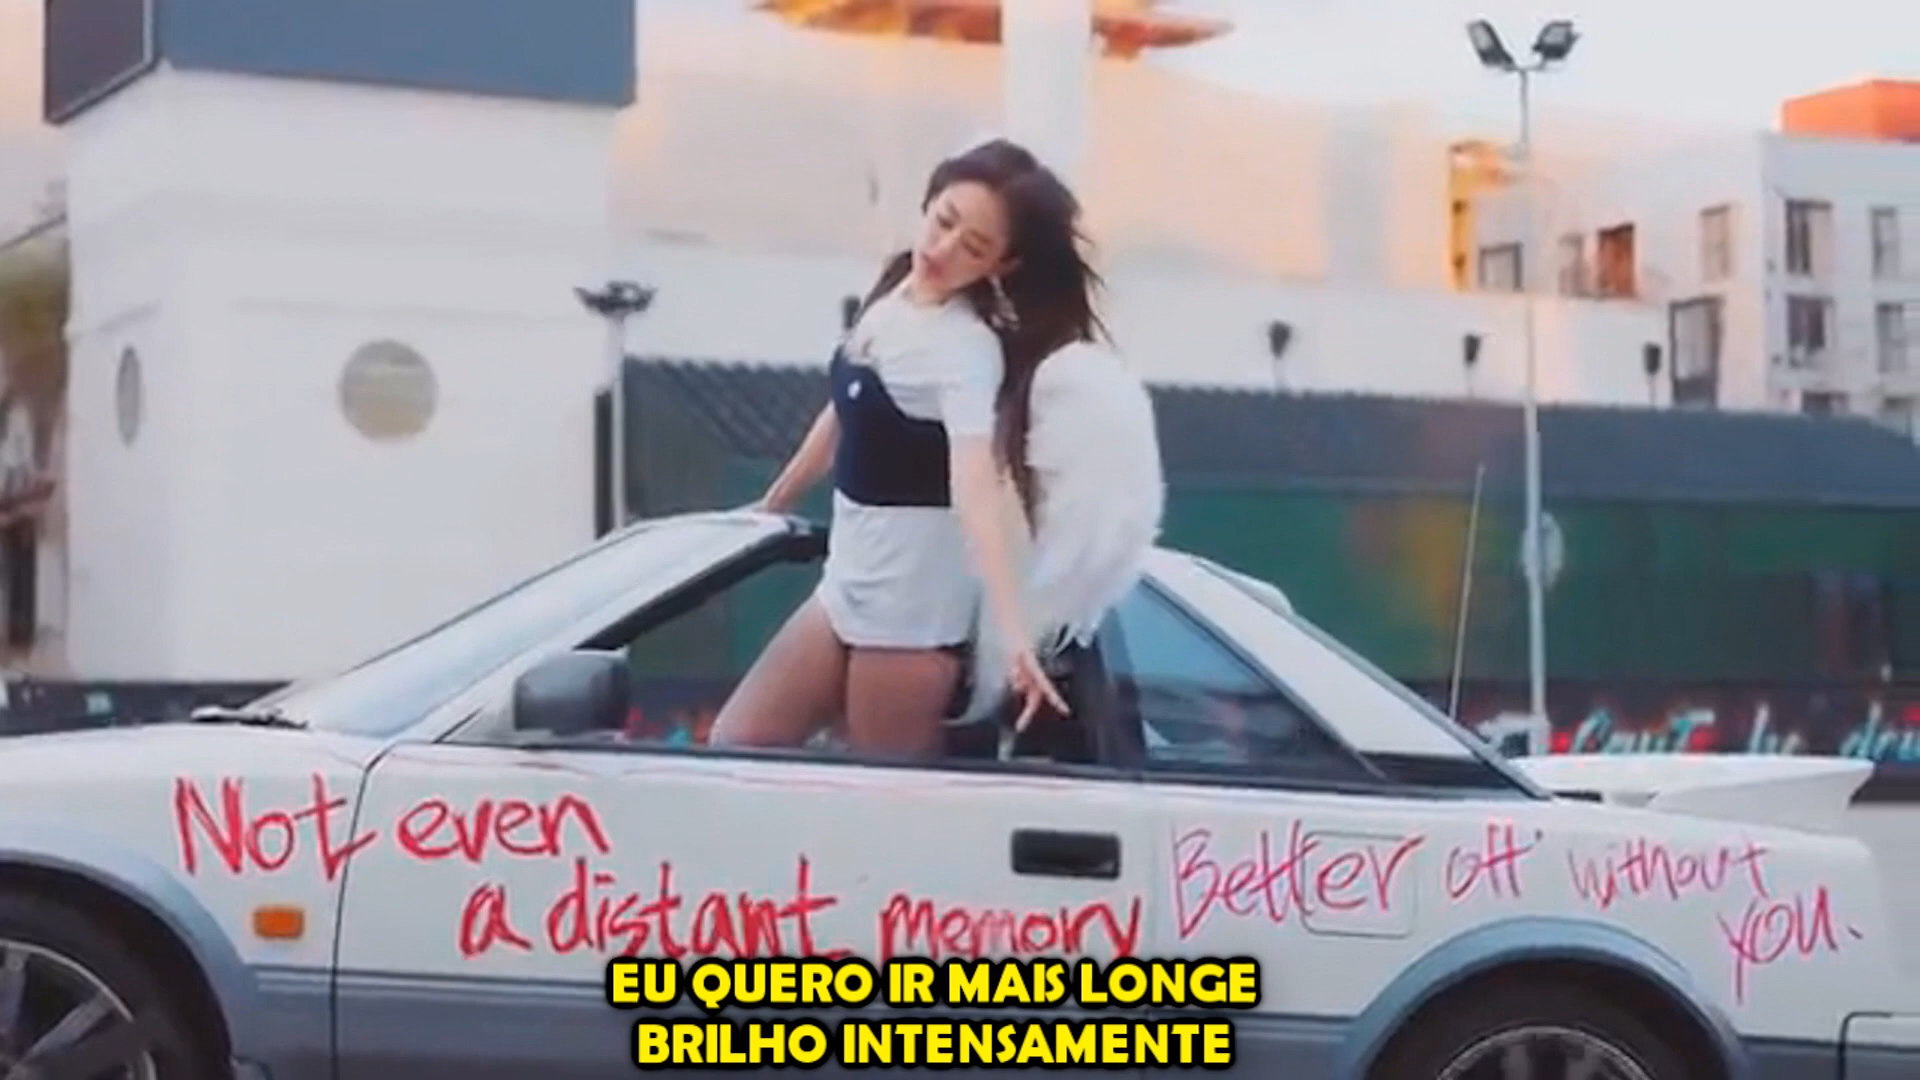 Not even
a distant memory
Better off without
you.
EU QUERO IR MAIS LONGE
BRILHO INTENSAMENTE